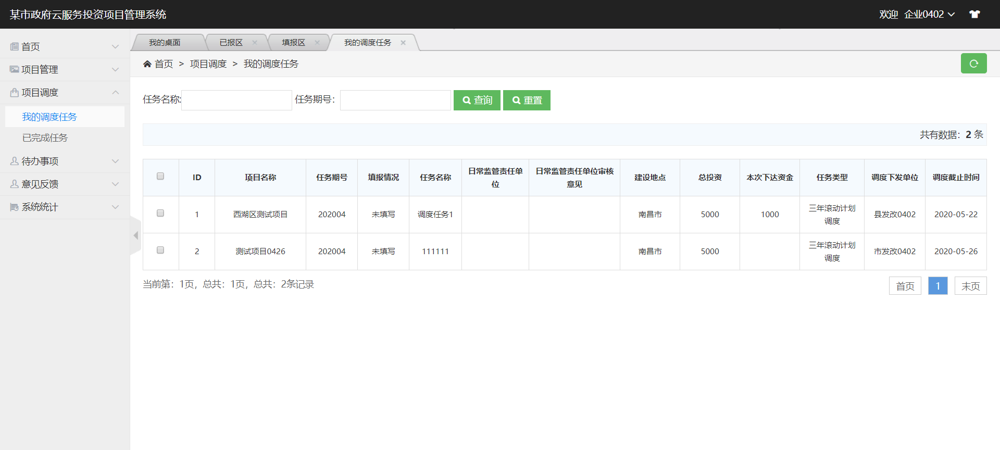 某市政府云服务投资项目管理系统
欢迎 企业0402
首页
项目管理
项目调度
我的调度任务
已完成任务
待办事项
意见反馈
系统统计
我的桌面 已报区 填报区 我的调度任务
首页 > 项目调度 > 我的调度任务
任务名称: 任务期号： 查询 重置
共有数据：2 条
ID 项目名称 任务期号 填报情况 任务名称 日常监管责任单位 日常监管责任单位审核意见 建设地点 总投资 本次下达资金 任务类型 调度下发单位 调度截止时间
1 西湖区测试项目 202004 未填写 调度任务1 南昌市 5000 1000 三年滚动计划调度 县发改0402 2020-05-22
2 测试项目0426 202004 未填写 111111 南昌市 5000 三年滚动计划调度 市发改0402 2020-05-26
当前第：1页，总共：1页，总共：2条记录
首页 1 末页